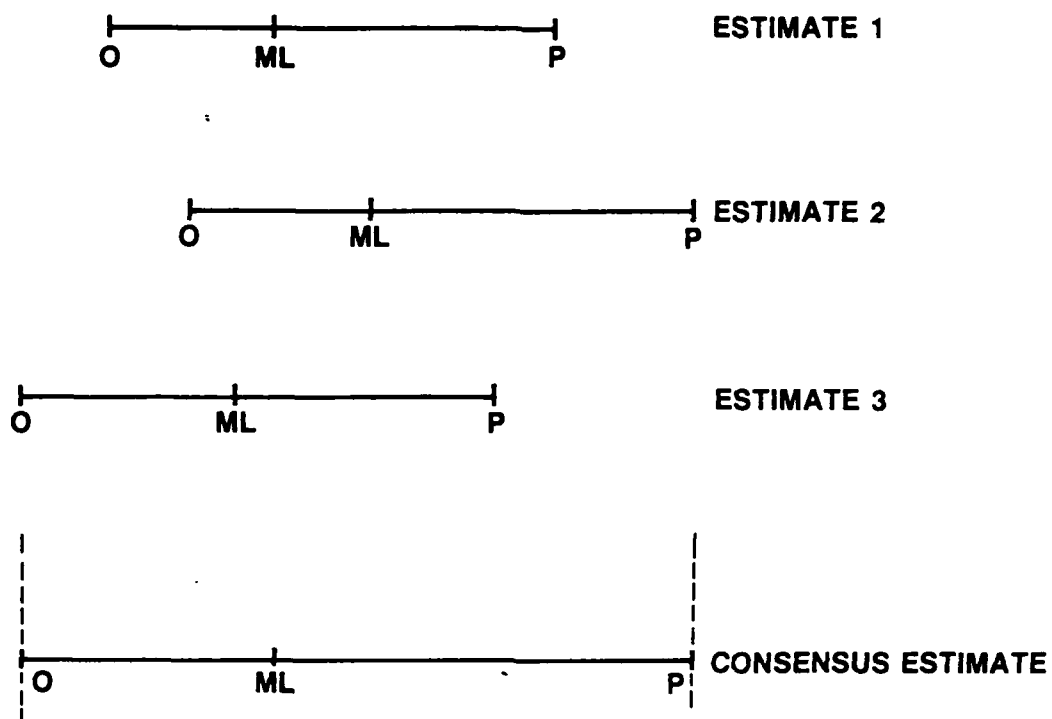 ESTIMATE 1
O ML P
ESTIMATE 2
O ML P
ESTIMATE 3
O ML P
CONSENSUS ESTIMATE
O ML P